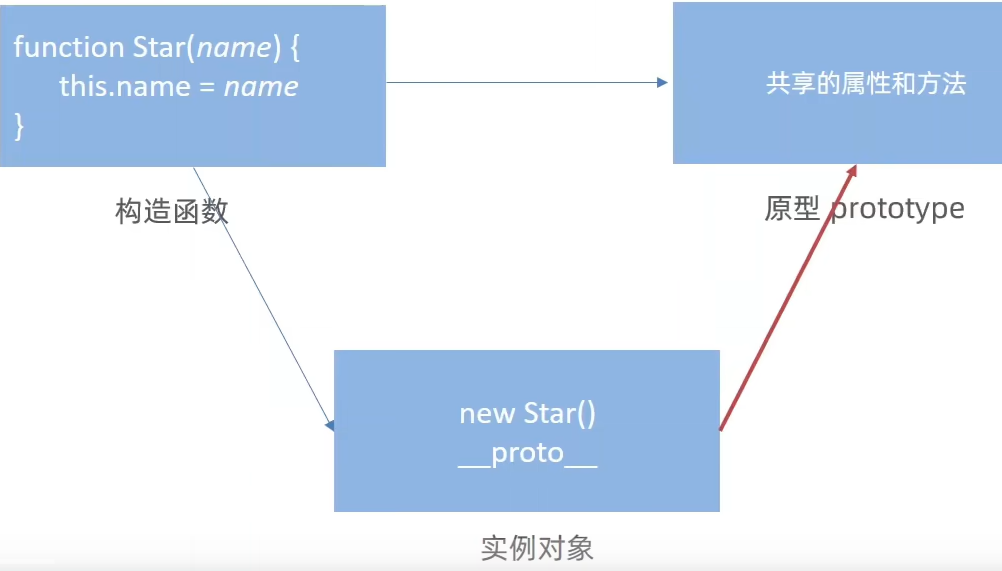 function Star(name) {
this.name = name
}
共享的属性和方法
构造函数
原型 prototype
new Star()
__proto__
实例对象